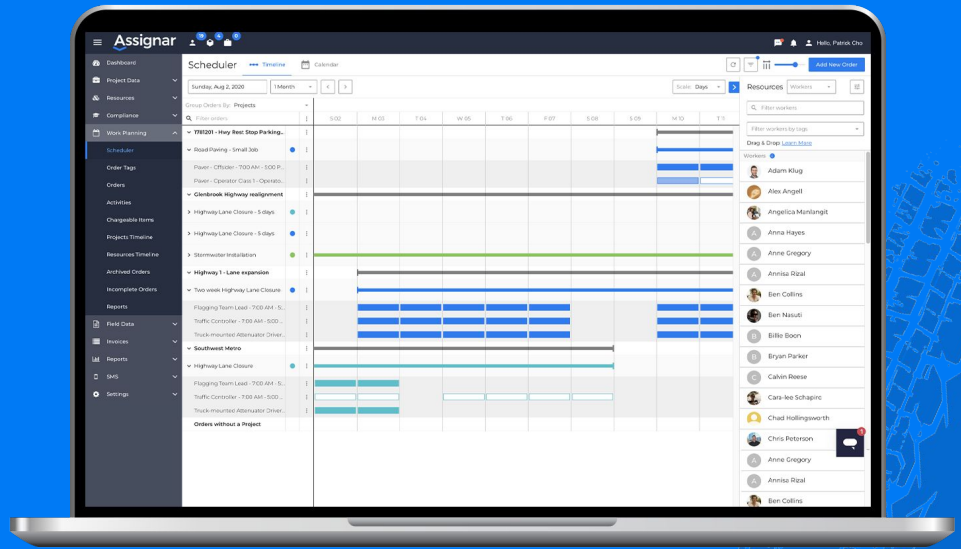 Assignar
19 4 0
Hello, Patrick Cho
Dashboard
Project Data
Resources
Compliance
Work Planning
Scheduler
Order Tags
Orders
Activities
Chargeable Items
Projects Timeline
Resources Timeline
Archived Orders
Incomplete Orders
Reports
Field Data
Invoices
Reports
SMS
Settings
Scheduler Timeline Calendar
Add New Order
Sunday, Aug 2, 2020 1 Month
Scale: Days
Group Orders By: Projects
Filter orders
S 02 M 03 T 04 W 05 T 06 F 07 S 08 S 09 M 10 T 1
1781201 - Hwy Rest Stop Parking..
Road Paving - Small Job
Paver - Offsider - 7:00 AM - 3:00 P...
Paver - Operator Class 1 - Operato...
Glenbrook Highway realignment
Highway Lane Closure - 5 days
Highway Lane Closure - 5 days
Stormwater Installation
Highway 1 - Lane expansion
Two week Highway Lane Closure
Flagging Team Lead - 7:00 AM - 5...
Traffic Controller - 7:00 AM - 5:00 ...
Truck-mounted Attenuator Driver...
Southwest Metro
Highway Lane Closure
Flagging Team Lead - 7:00 AM - 5...
Traffic Controller - 7:00 AM - 5:00 ...
Truck-mounted Attenuator Driver...
Orders without a Project
Resources Workers
Filter workers
Filter workers by tags
Drag & Drop Learn More
Workers
Adam Klug
Alex Angell
Angelica Manlangit
A Anna Hayes
A Anne Gregory
A Annisa Rizal
Ben Collins
Ben Nasuti
B Billie Boon
B Bryan Parker
C Calvin Reese
Cara-lee Schapiro
Chad Hollingsworth
Chris Peterson
1
A Anne Gregory
A Annisa Rizal
Ben Collins